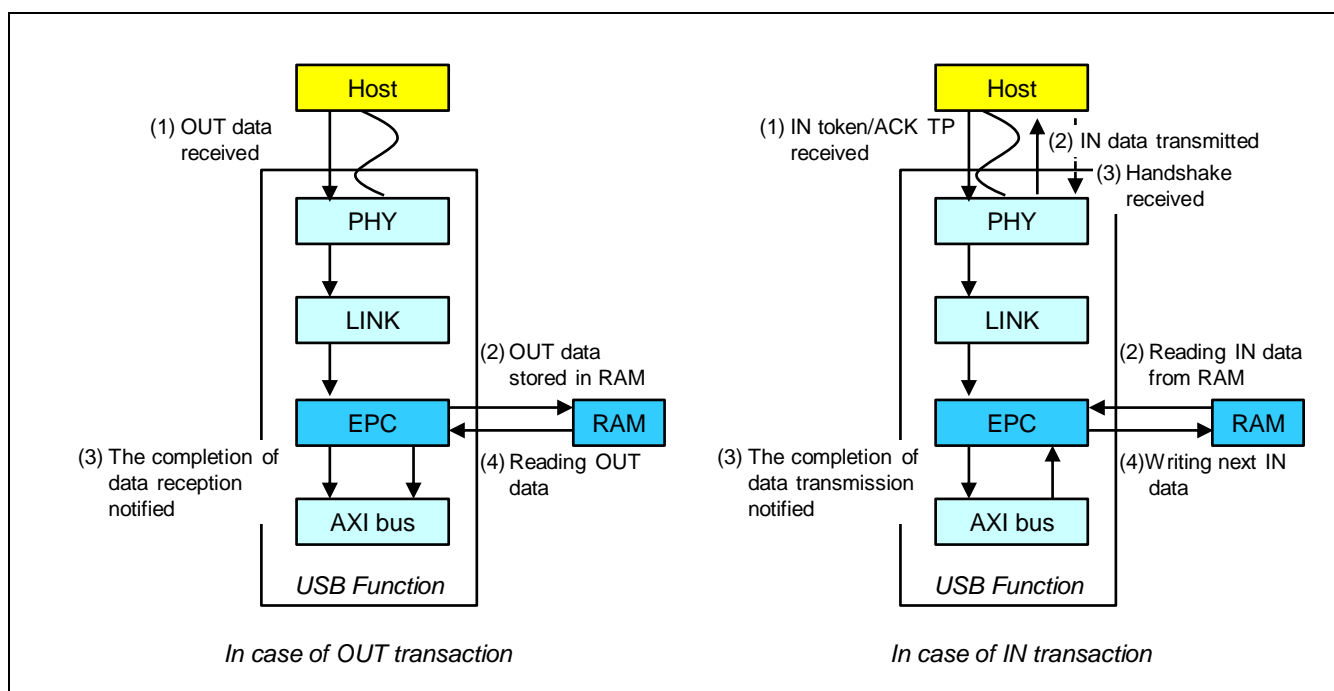 Host
(1) OUT data
received
PHY
LINK
(2) OUT data
stored in RAM
EPC
RAM
(3) The completion of
data reception
notified
(4) Reading OUT
data
AXI bus
USB Function
In case of OUT transaction
Host
(1) IN token/ACK TP
received
(2) IN data transmitted
(3) Handshake
received
PHY
LINK
(2) Reading IN data
from RAM
EPC
RAM
(3) The completion of
data transmission
notified
(4)Writing next IN
data
AXI bus
USB Function
In case of IN transaction